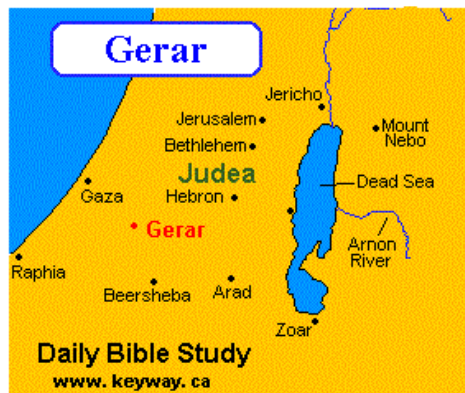 Gerar
Jericho
Jerusalem
Mount
Nebo
Bethlehem
Judea
Dead Sea
Gaza
Hebron
Gerar
Arnon
River
Raphia
Beersheba
Arad
Zoar
Daily Bible Study
www.keyway.ca